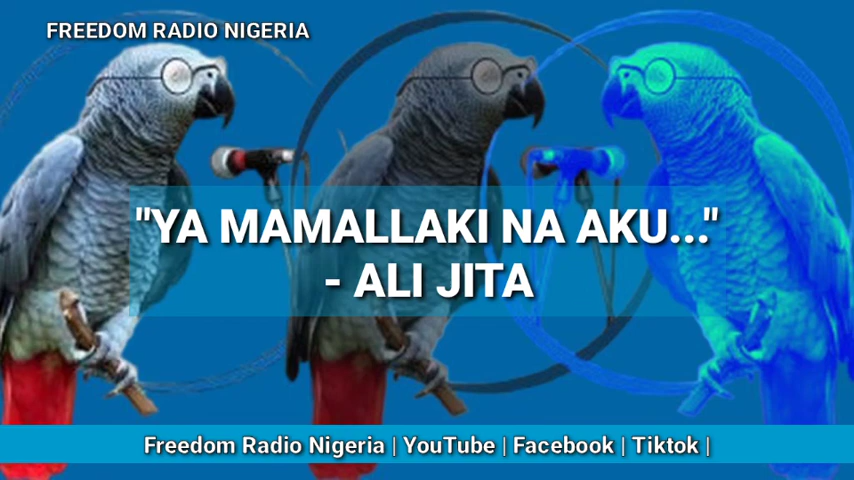 FREEDOM RADIO NIGERIA
"YA MAMALLAKI NA AKU..."
- ALI JITA
Freedom Radio Nigeria | YouTube | Facebook | Tiktok |